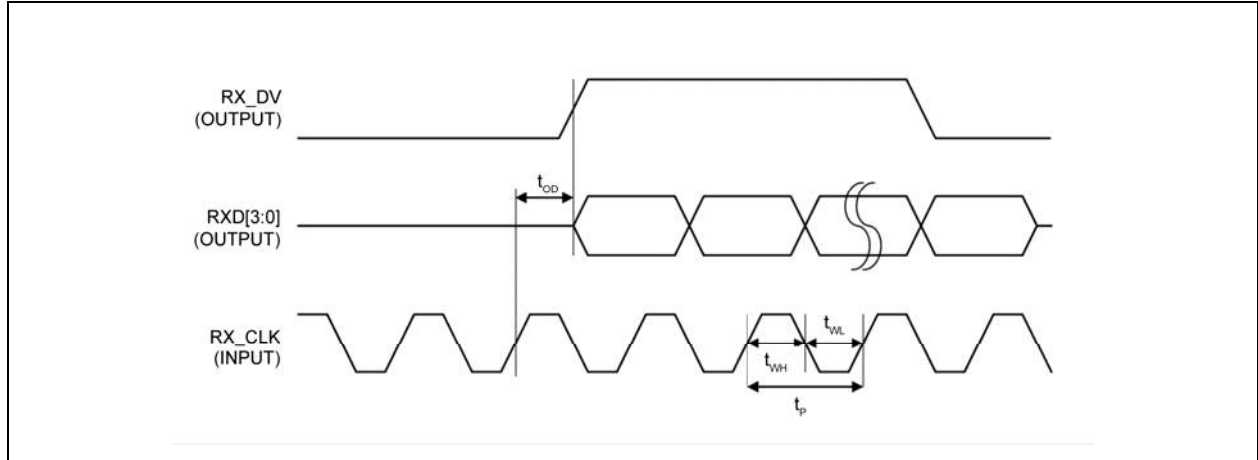 RX_DV
(OUTPUT)
tOD
RXD[3:0]
(OUTPUT)
RX_CLK
(INPUT)
tWL
tWH
tP